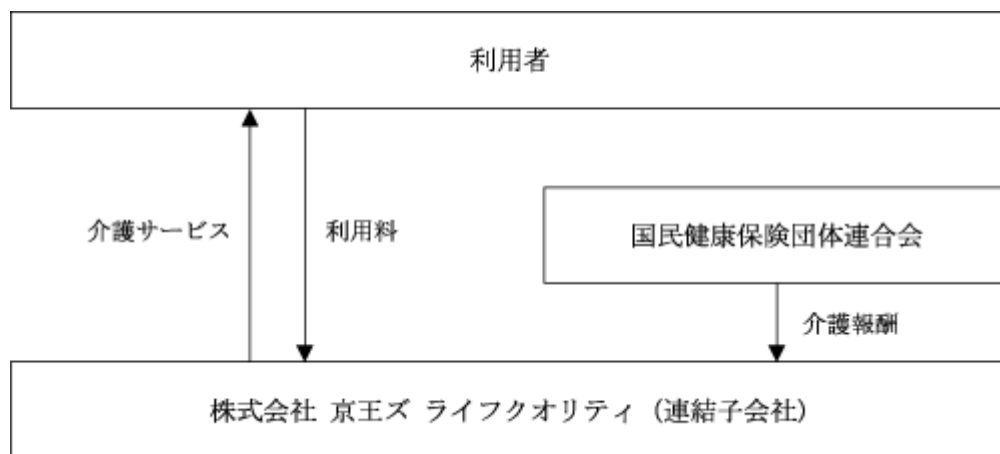 利用者
介護サービス
利用料
国民健康保険団体連合会
介護報酬
株式会社 京王ズ ライフクオリティ（連結子会社）